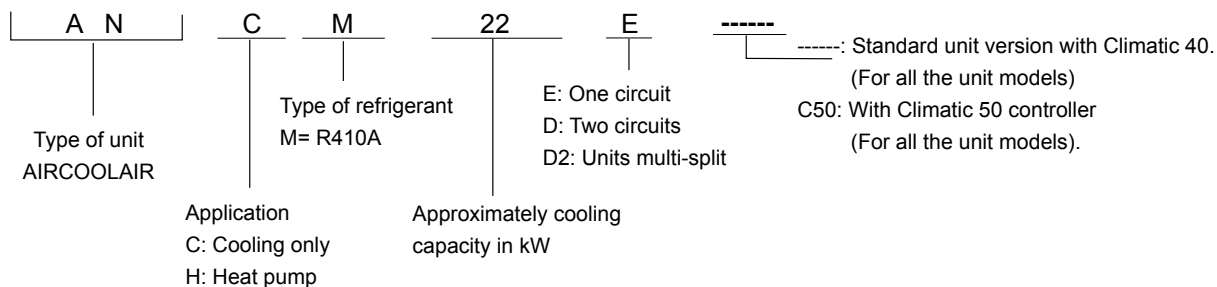 A N C M 22 E ------
------: Standard unit version with Climatic 40.
(For all the unit models)
C50: With Climatic 50 controller
(For all the unit models).
E: One circuit
D: Two circuits
D2: Units multi-split
Type of refrigerant
M= R410A
Type of unit
AIRCOOLAIR
Application
C: Cooling only
H: Heat pump
Approximately cooling
capacity in kW